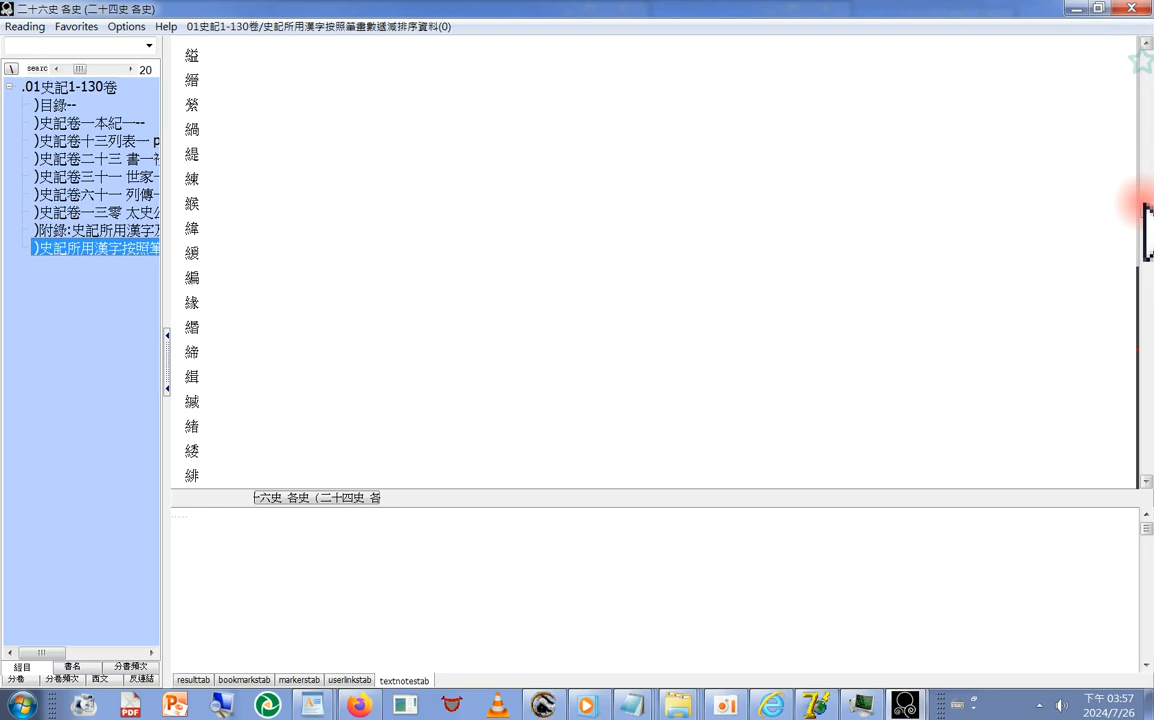 二十六史 各史 (二十四史 各史)
Reading Favorites Options Help 01史記1-130卷/史記所用漢字按照筆畫數遞減排序資料(0)
searc 20
.01史記1-130卷
)目錄--
)史記卷一本紀一--
)史記卷十三列表一 p
)史記卷二十三 書一
)史記卷三十一 世家一
)史記卷六十一 列傳
)史記卷一三零 太史
)附錄:史記所用漢字
)史記所用漢字按照筆
縊
縉
縈
緺
緹
練
緱
緯
緩
編
緣
緡
締
緝
緘
緒
緌
緋
十六史 各史 (二十四史 各
......
經目 書名 分書頻次
分卷 分卷頻次 西文 反連結
resulttab bookmarkstab markerstab userlinkstab textnotestab
下午 03:57
2024/7/26